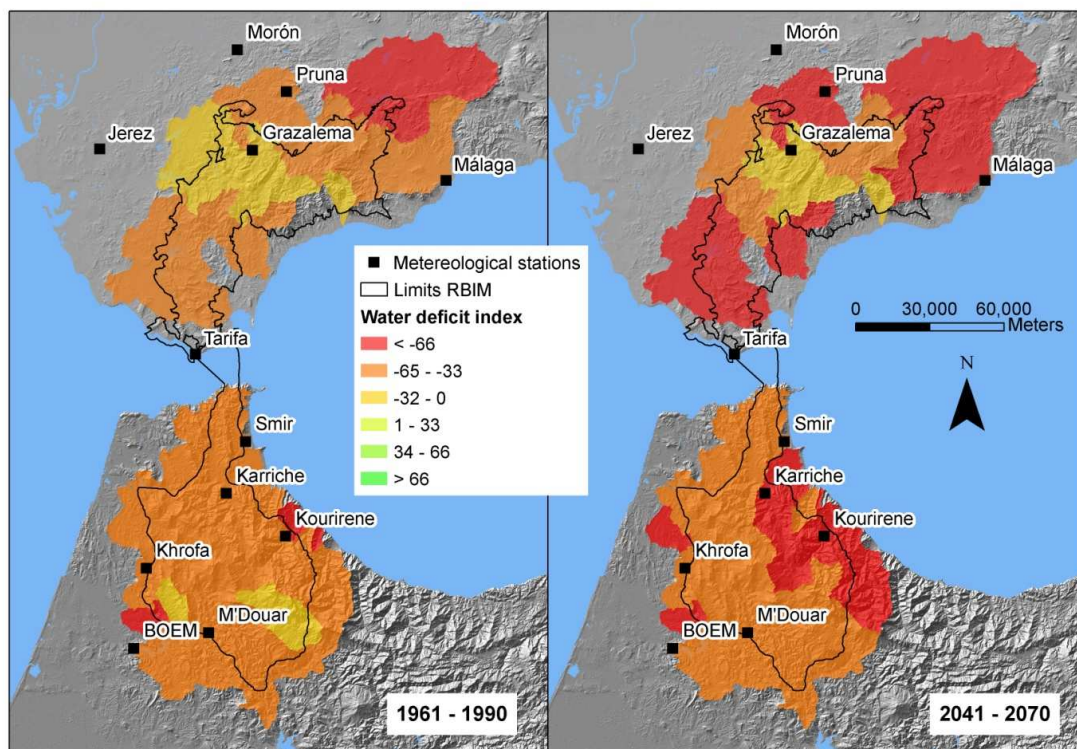 Morón
Pruna
Jerez
Grazalema
Málaga
Metereological stations
Limits RBIM
Water deficit index
< -66
-65 - -33
-32 - 0
1 - 33
34 - 66
> 66
Tarifa
Smir
Karriche
Kourirene
Khrofa
M'Douar
BOEM
1961 - 1990
Morón
Pruna
Jerez
Grazalema
Málaga
0 30,000 60,000
Meters
Tarifa
N
Smir
Karriche
Kourirene
Khrofa
M'Douar
BOEM
2041 - 2070